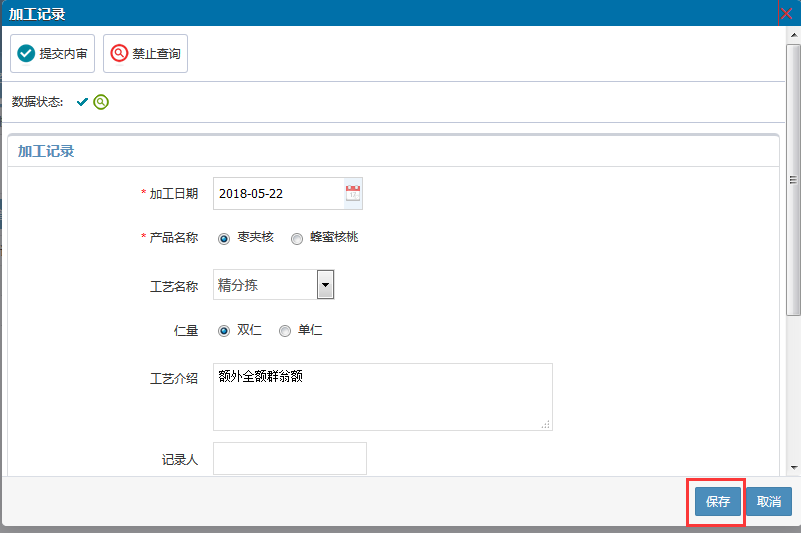 加工记录
提交内审 禁止查询
数据状态:
加工记录
* 加工日期 2018-05-22
* 产品名称 枣夹核 蜂蜜核桃
工艺名称 精分拣
仁量 双仁 单仁
工艺介绍 额外全额群翁额
记录人
保存 取消